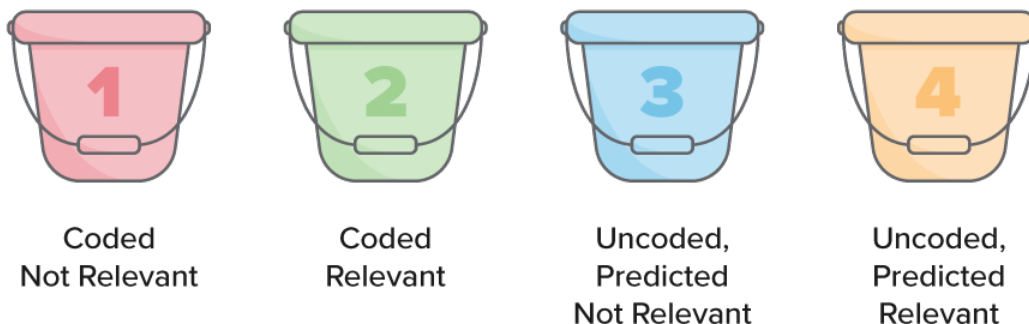 1
2
3
4
Coded
Not Relevant
Coded
Relevant
Uncoded,
Predicted
Not Relevant
Uncoded,
Predicted
Relevant